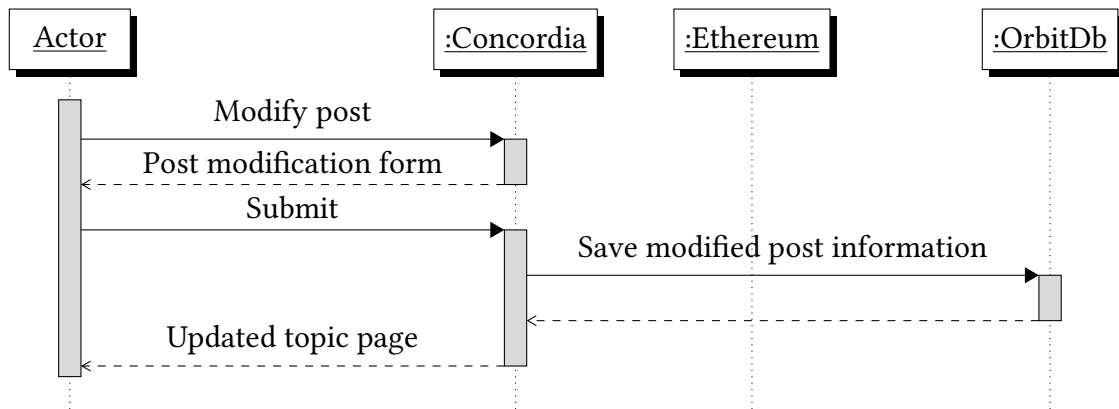 Actor
:Concordia
:Ethereum
:OrbitDb
Modify post
Post modification form
Submit
Save modified post information
Updated topic page